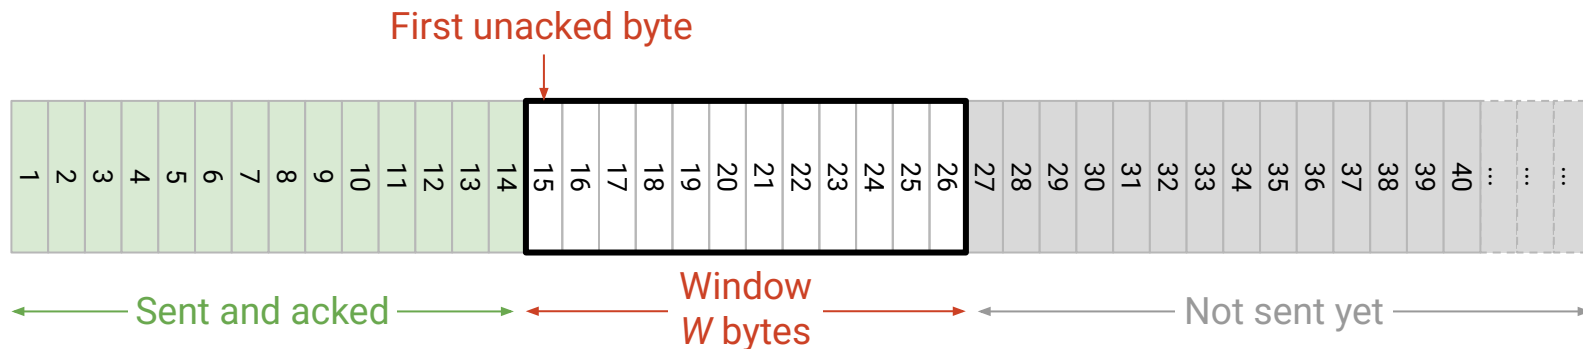 First unacked byte
1 2 3 4 5 6 7 8 9 10 11 12 13 14 15 16 17 18 19 20 21 22 23 24 25 26 27 28 29 30 31 32 33 34 35 36 37 38 39 40 ... ... ...
Sent and acked
Window
W bytes
Not sent yet